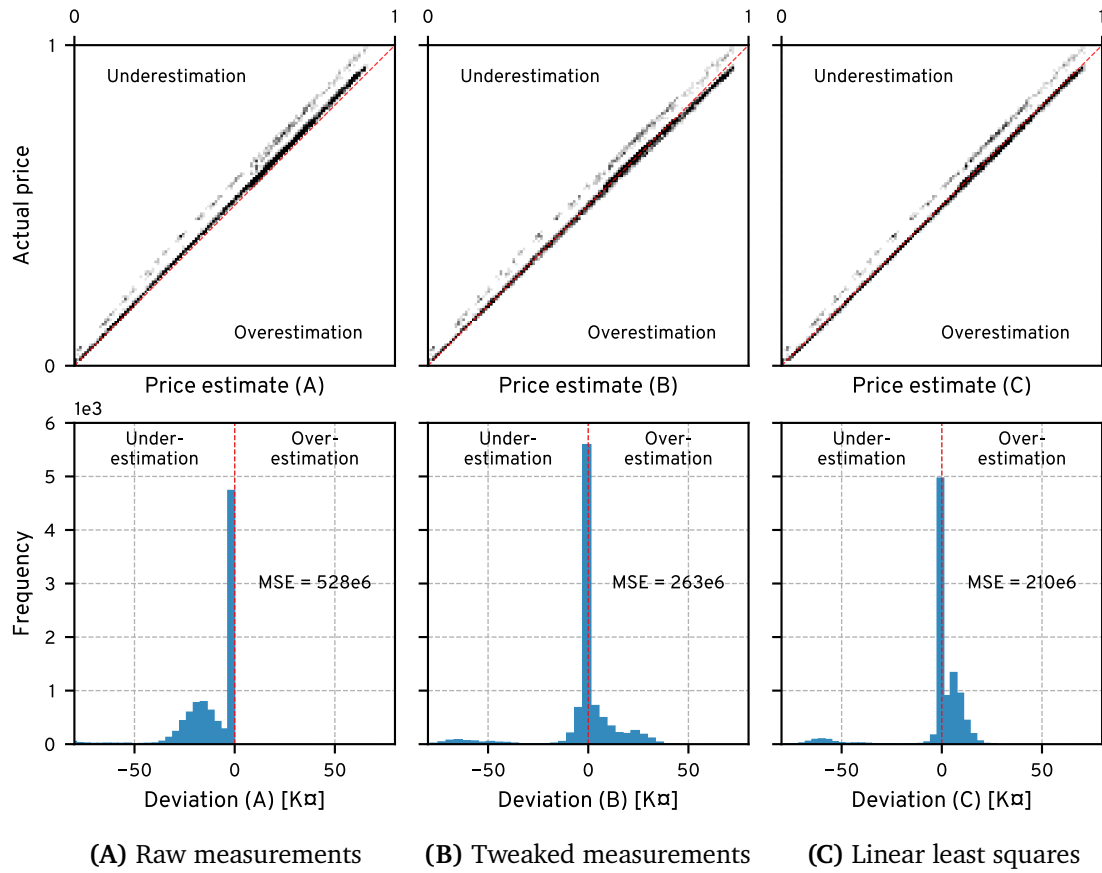 0 1 0 1 0 1
1
Underestimation Underestimation Underestimation
Actual price
Overestimation Overestimation Overestimation
0
Price estimate (A) Price estimate (B) Price estimate (C)
1e3
6
Under- Over- Under- Over- Under- Over-
estimation estimation estimation estimation estimation estimation
5
4
Frequency
3 MSE = 528e6 MSE = 263e6 MSE = 210e6
2
1
0
−50 0 50 −50 0 50 −50 0 50
Deviation (A) [K¤] Deviation (B) [K¤] Deviation (C) [K¤]
(A) Raw measurements (B) Tweaked measurements (C) Linear least squares